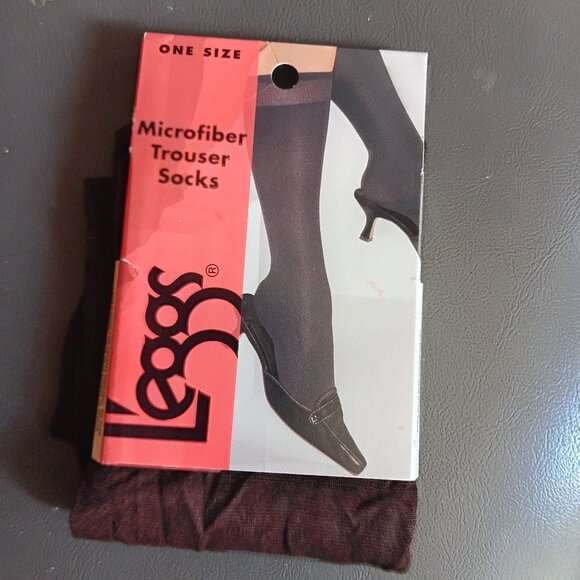 ONE SIZE
Microfiber
Trouser
Socks
L'eggs®